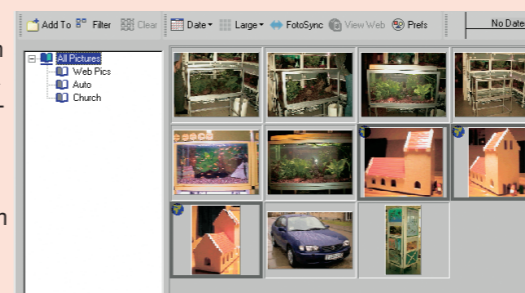 Add To Filter Clear Date Large FotoSync View Web Prefs No Date
All Pictures
Web Pics
Auto
Church